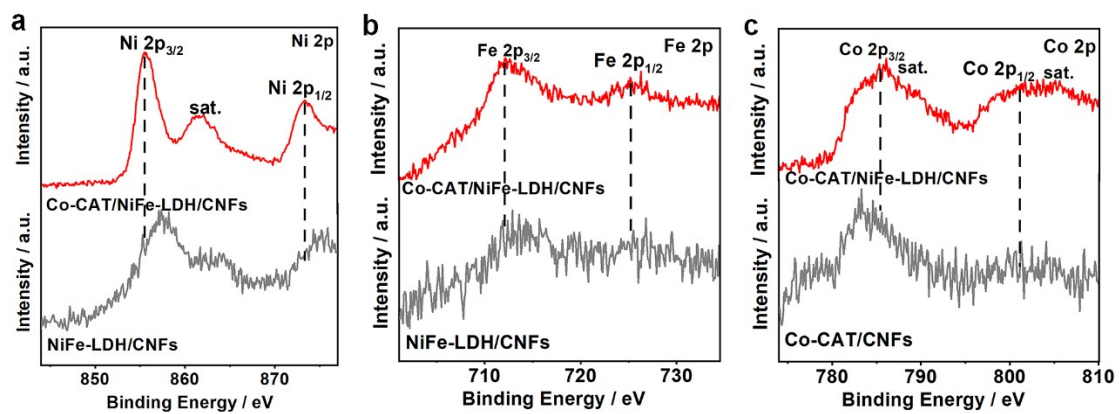 a
Ni 2p3/2
Ni 2p
sat.
Ni 2p1/2
Intensity / a.u.
Co-CAT/NiFe-LDH/CNFs
Intensity / a.u.
NiFe-LDH/CNFs
850
860
870
Binding Energy / eV
b
Fe 2p3/2
Fe 2p
Fe 2p1/2
Intensity / a.u.
Co-CAT/NiFe-LDH/CNFs
Intensity / a.u.
NiFe-LDH/CNFs
710
720
730
Binding Energy / eV
c
Co 2p3/2
Co 2p
sat.
Co 2p1/2
sat.
Intensity / a.u.
Co-CAT/NiFe-LDH/CNFs
Intensity / a.u.
Co-CAT/CNFs
780
790
800
810
Binding Energy / eV